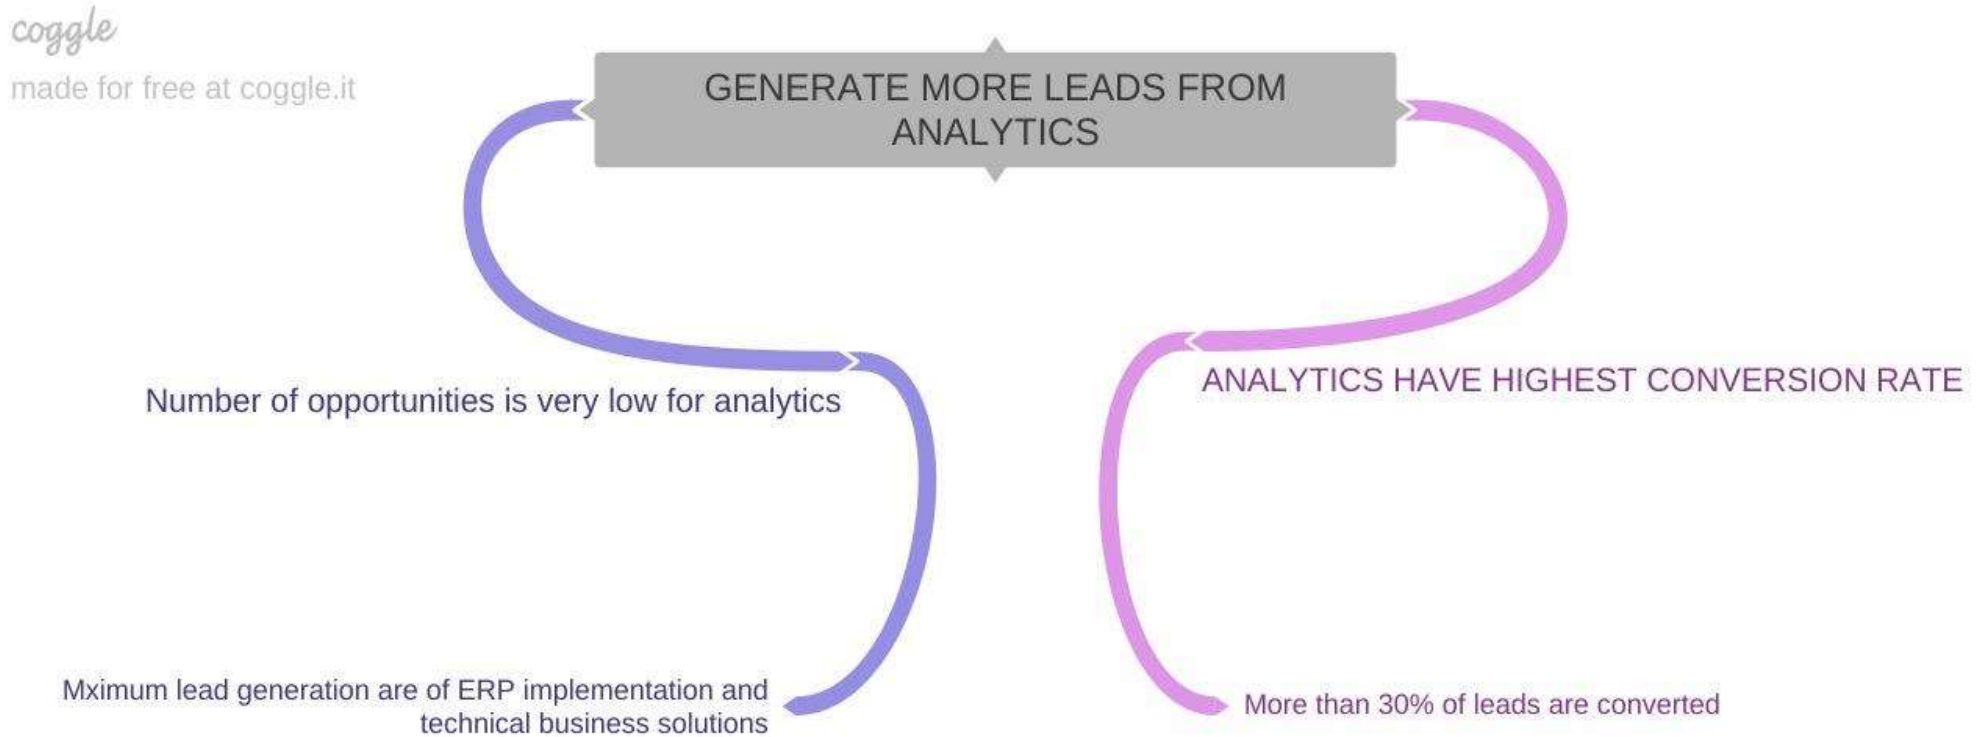 coggle
made for free at coggle.it
GENERATE MORE LEADS FROM
ANALYTICS
Number of opportunities is very low for analytics
ANALYTICS HAVE HIGHEST CONVERSION RATE
Mximum lead generation are of ERP implementation and
technical business solutions
More than 30% of leads are converted